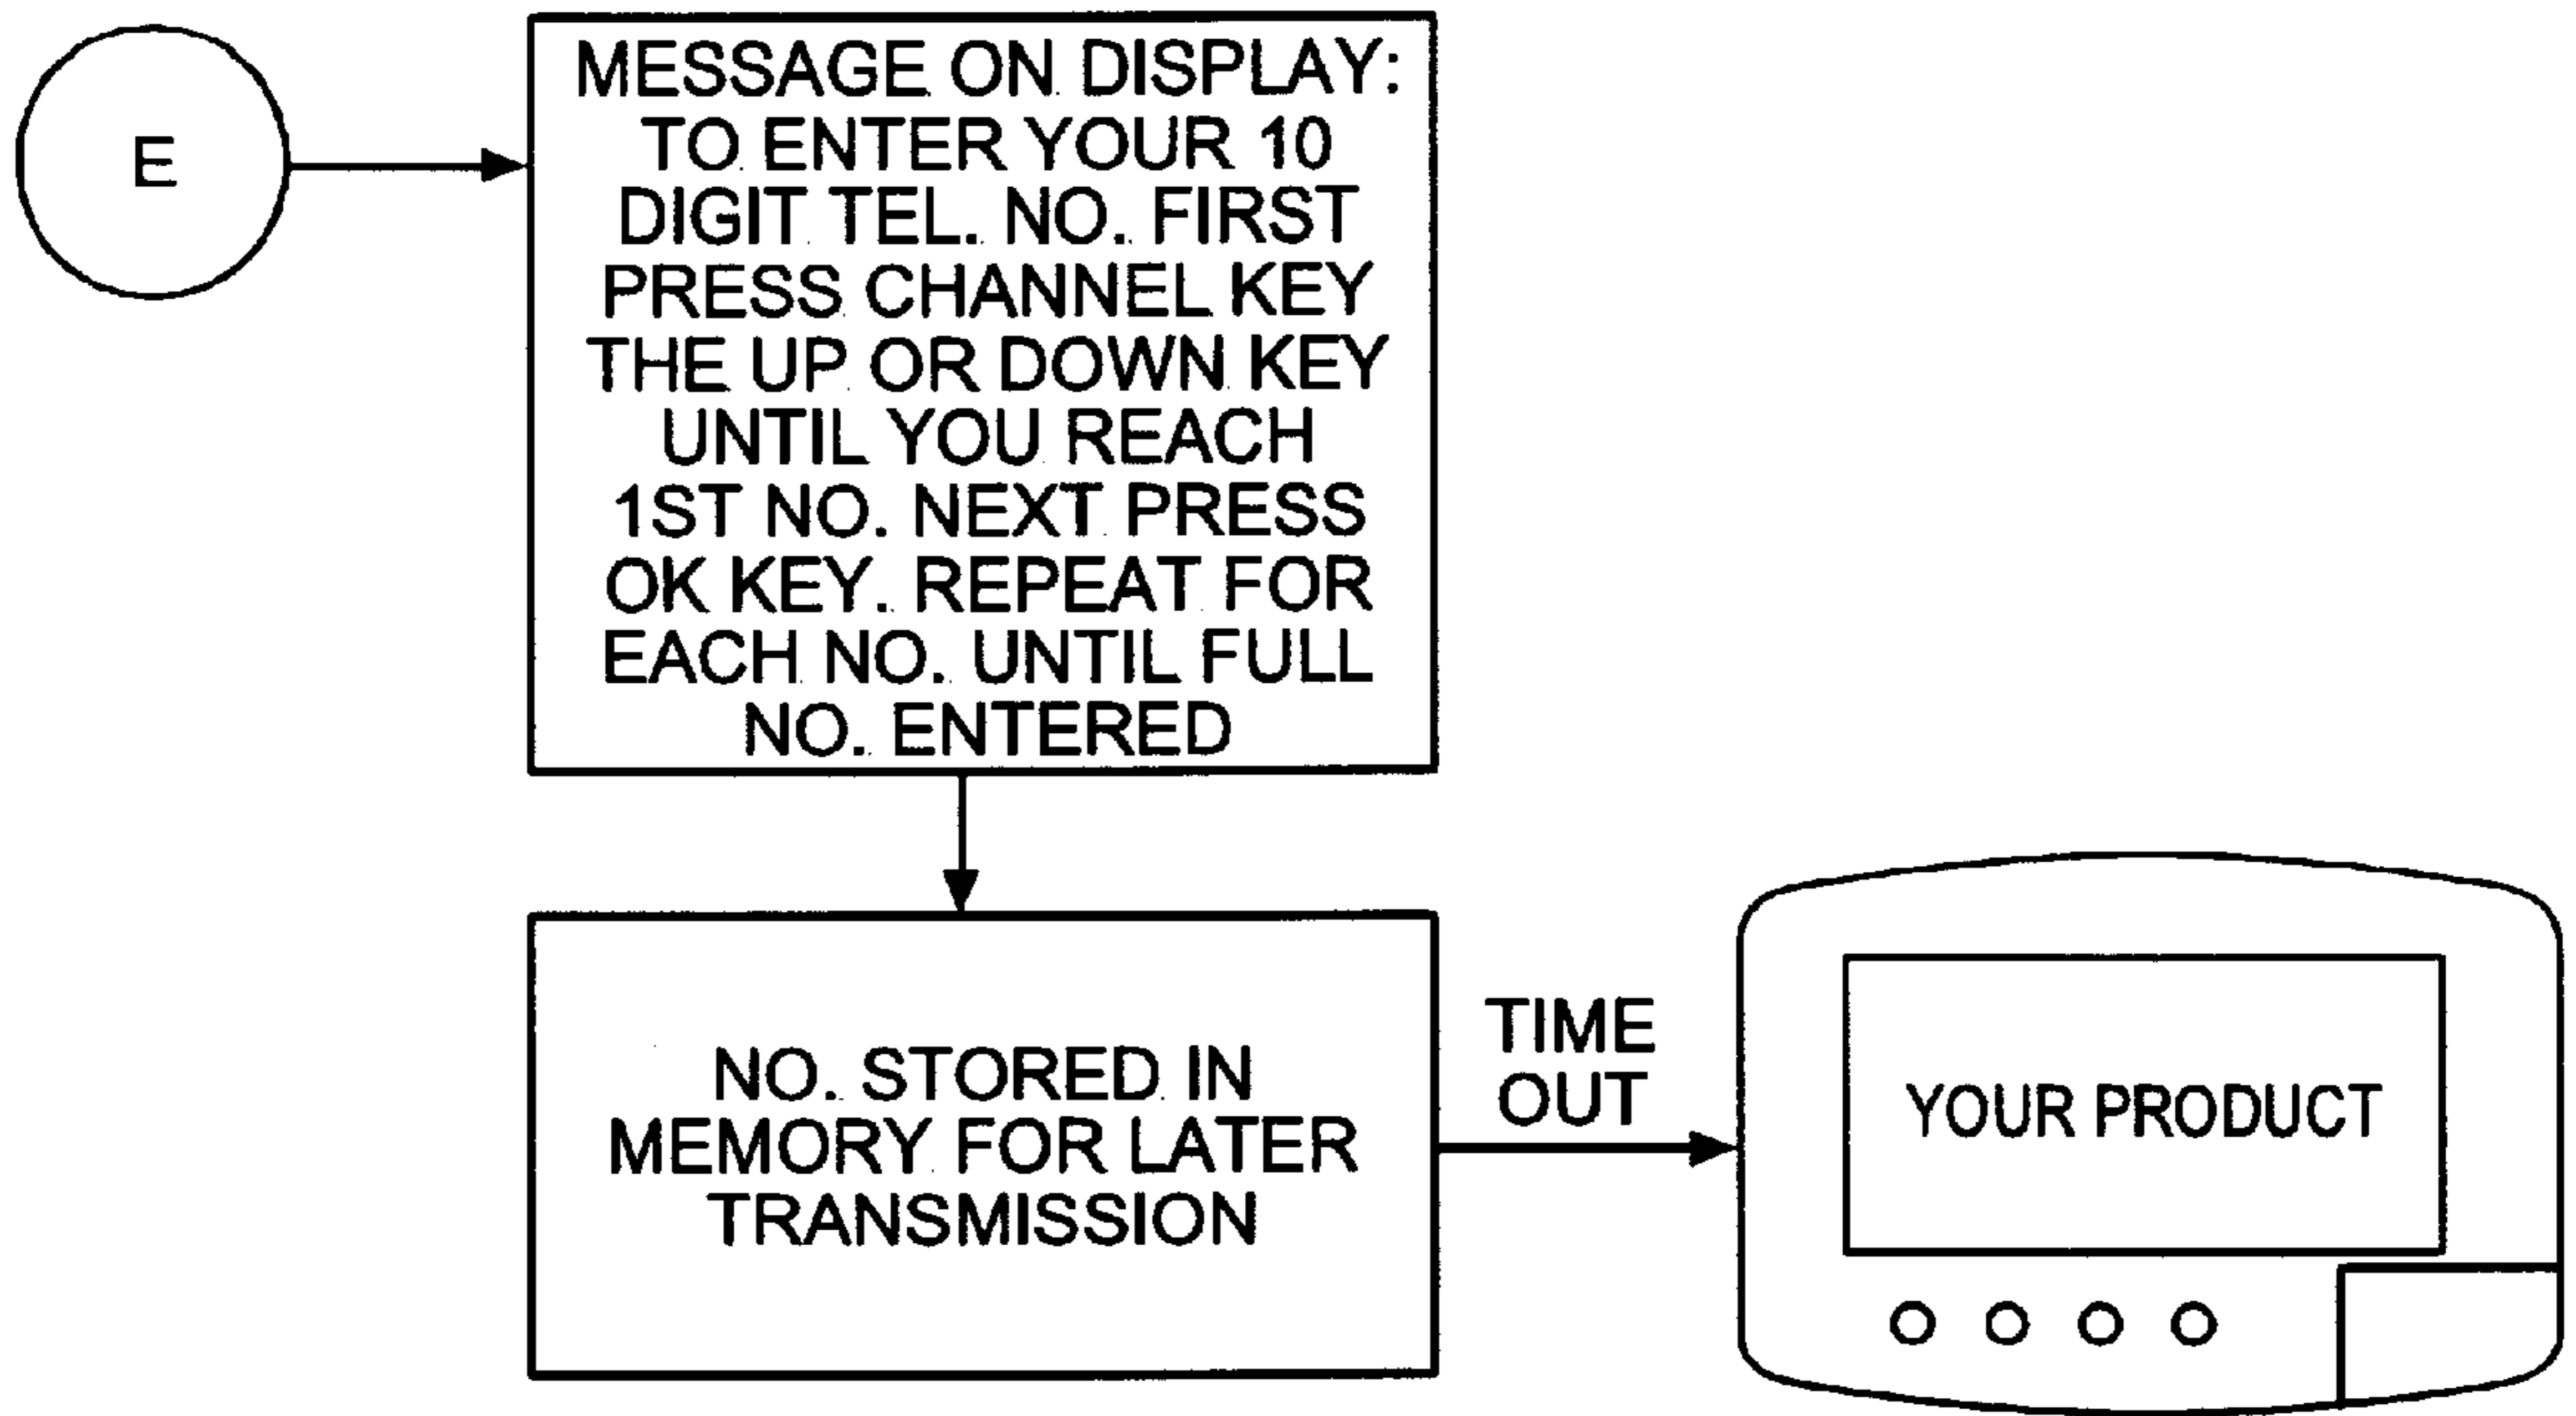 E
MESSAGE ON DISPLAY:
TO ENTER YOUR 10
DIGIT TEL. NO. FIRST
PRESS CHANNEL KEY
THE UP OR DOWN KEY
UNTIL YOU REACH
1ST NO. NEXT PRESS
OK KEY. REPEAT FOR
EACH NO. UNTIL FULL
NO. ENTERED
NO. STORED IN
MEMORY FOR LATER
TRANSMISSION
TIME
OUT
YOUR PRODUCT